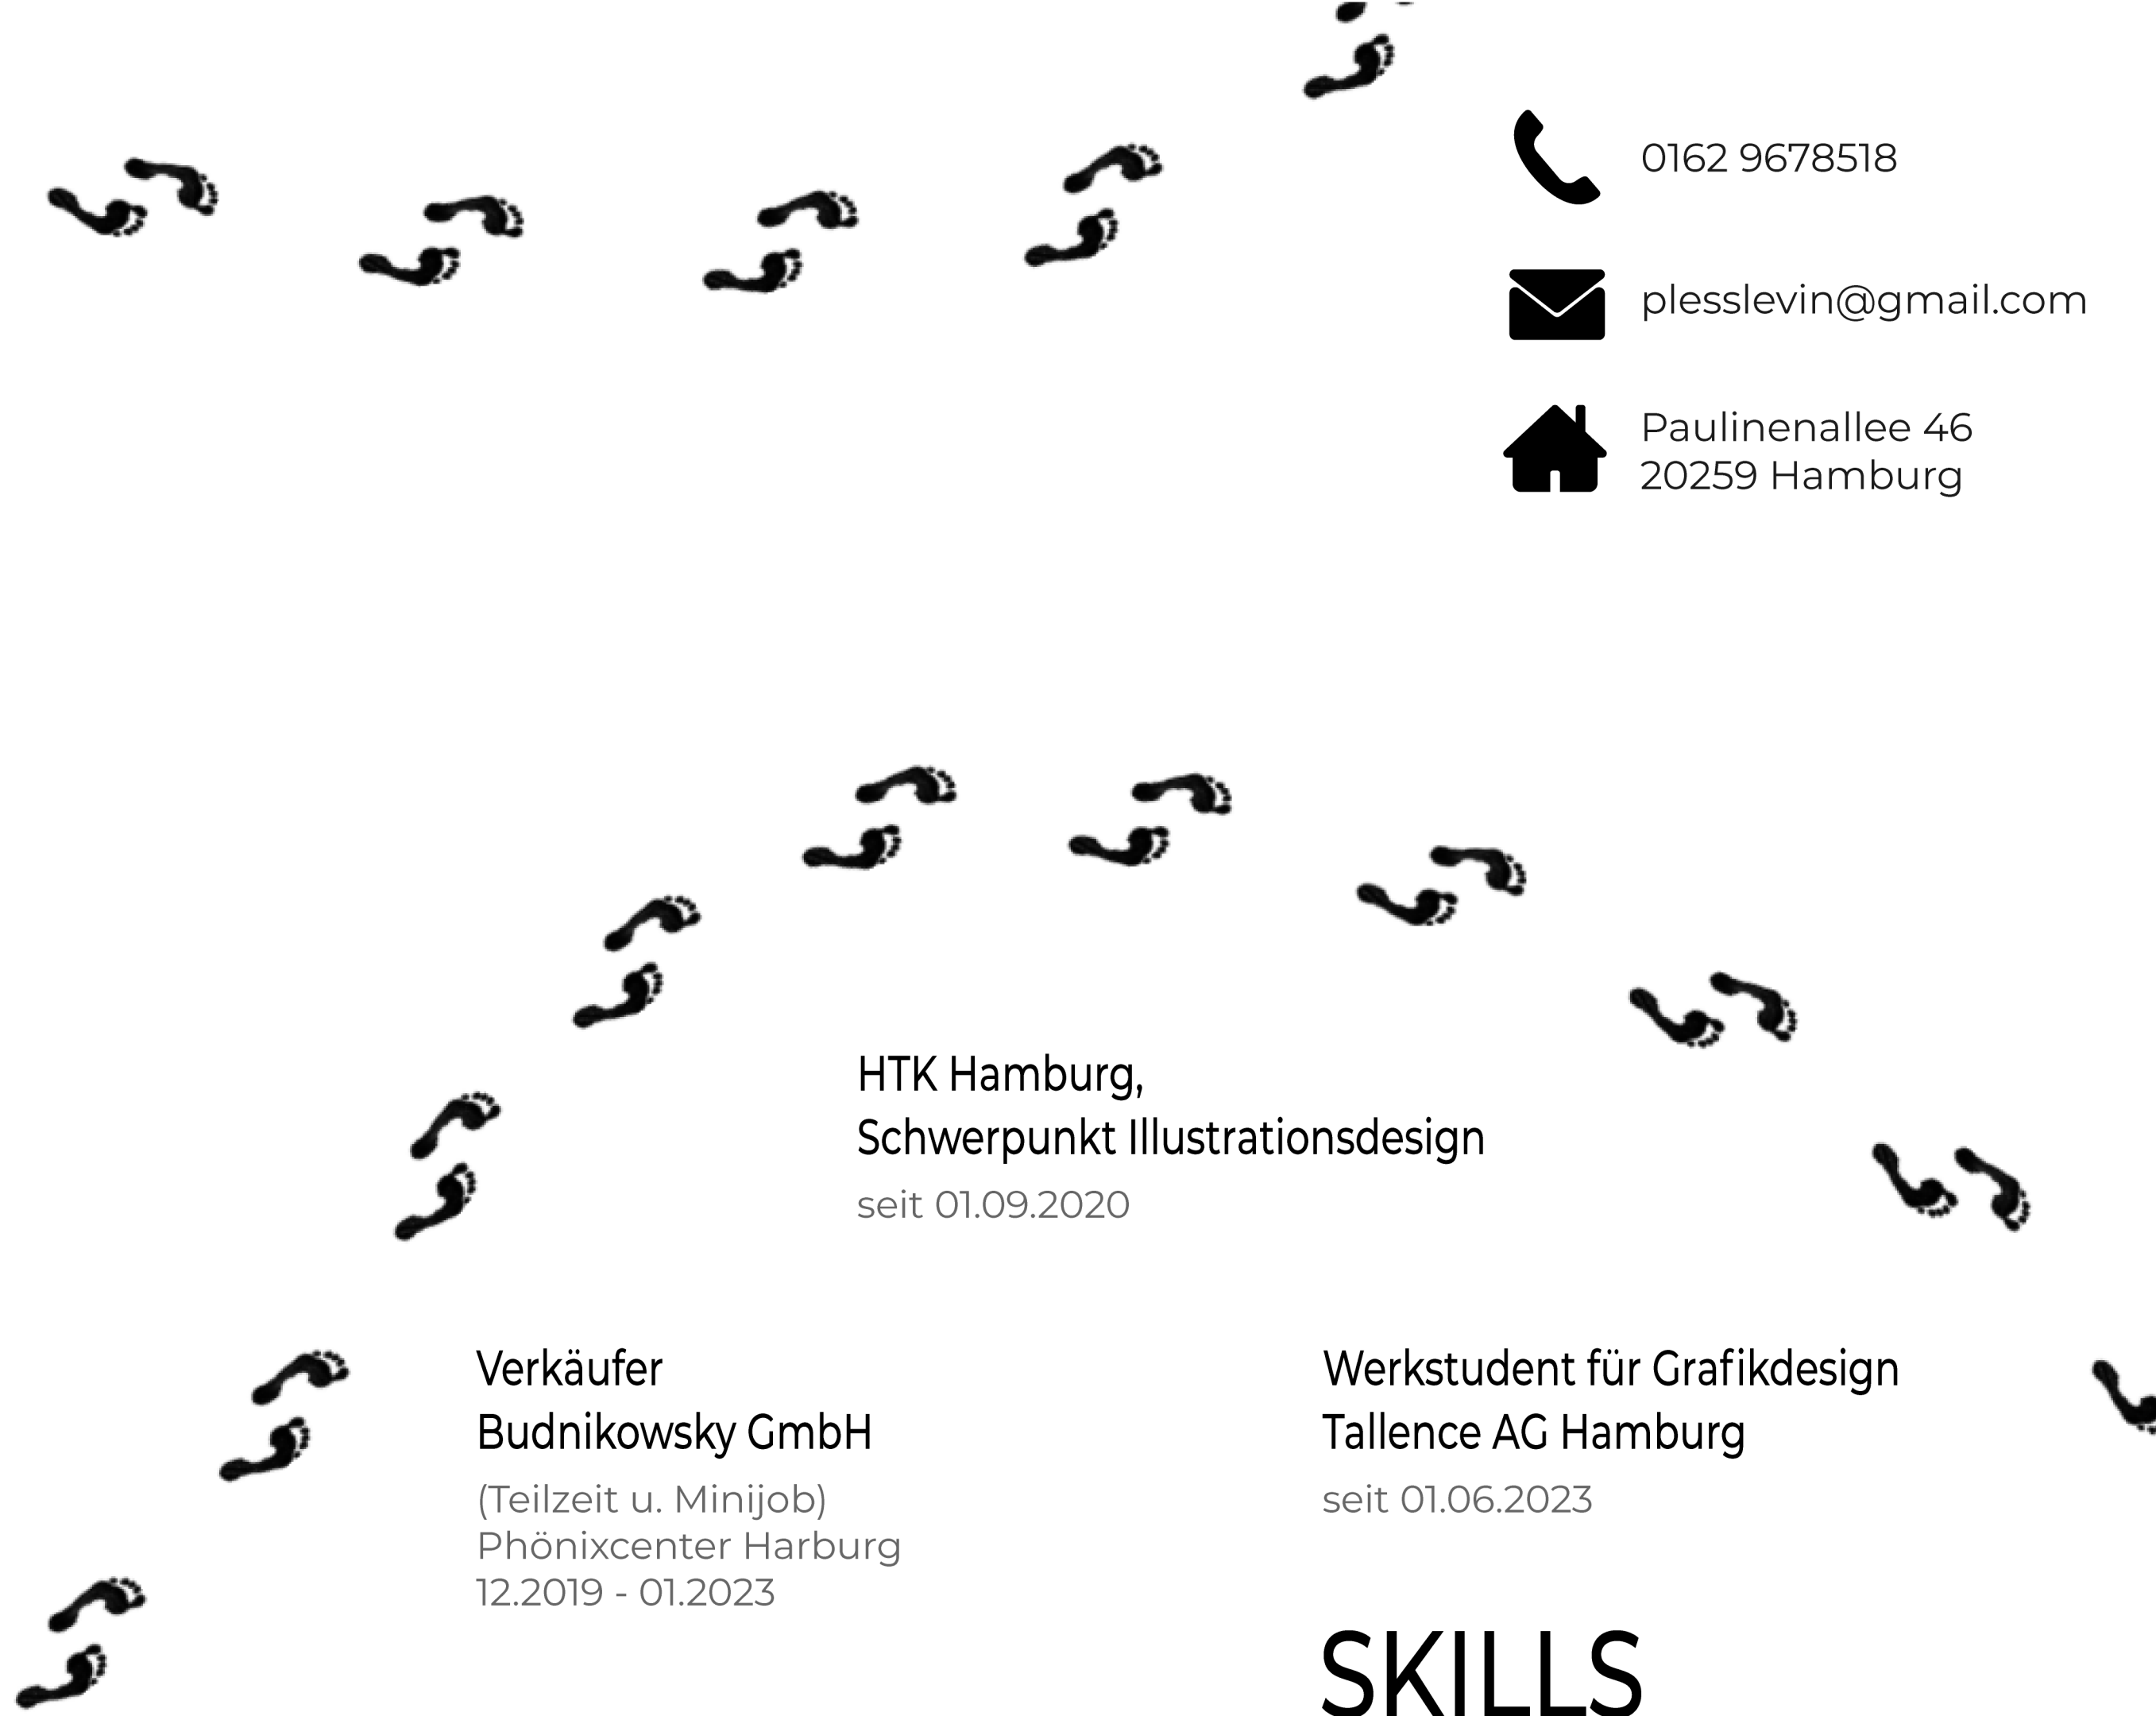 0162 9678518
plesslevin@gmail.com
Paulinenallee 46
20259 Hamburg
HTK Hamburg,
Schwerpunkt Illustrationsdesign
seit 01.09.2020
Verkäufer
Budnikowsky GmbH
(Teilzeit u. Minijob)
Phönixcenter Harburg
12.2019 - 01.2023
Werkstudent für Grafikdesign
Tallence AG Hamburg
seit 01.06.2023
SKILLS